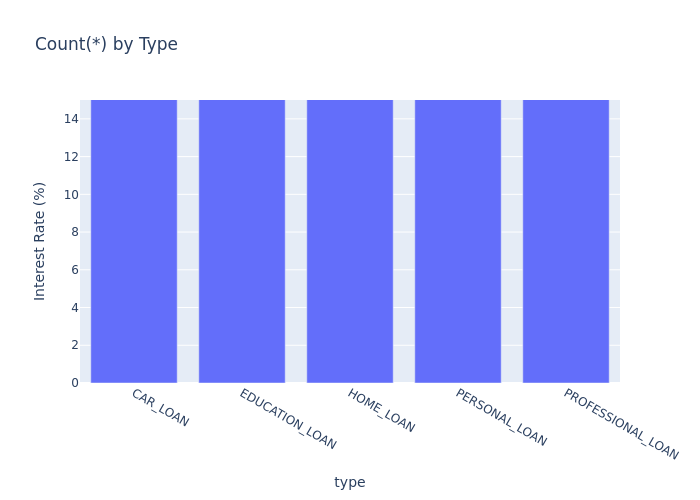 Count(*) by Type
Interest Rate (%)
14
12
10
8
6
4
2
0
CAR_LOAN
EDUCATION_LOAN
HOME_LOAN
PERSONAL_LOAN
PROFESSIONAL_LOAN
type